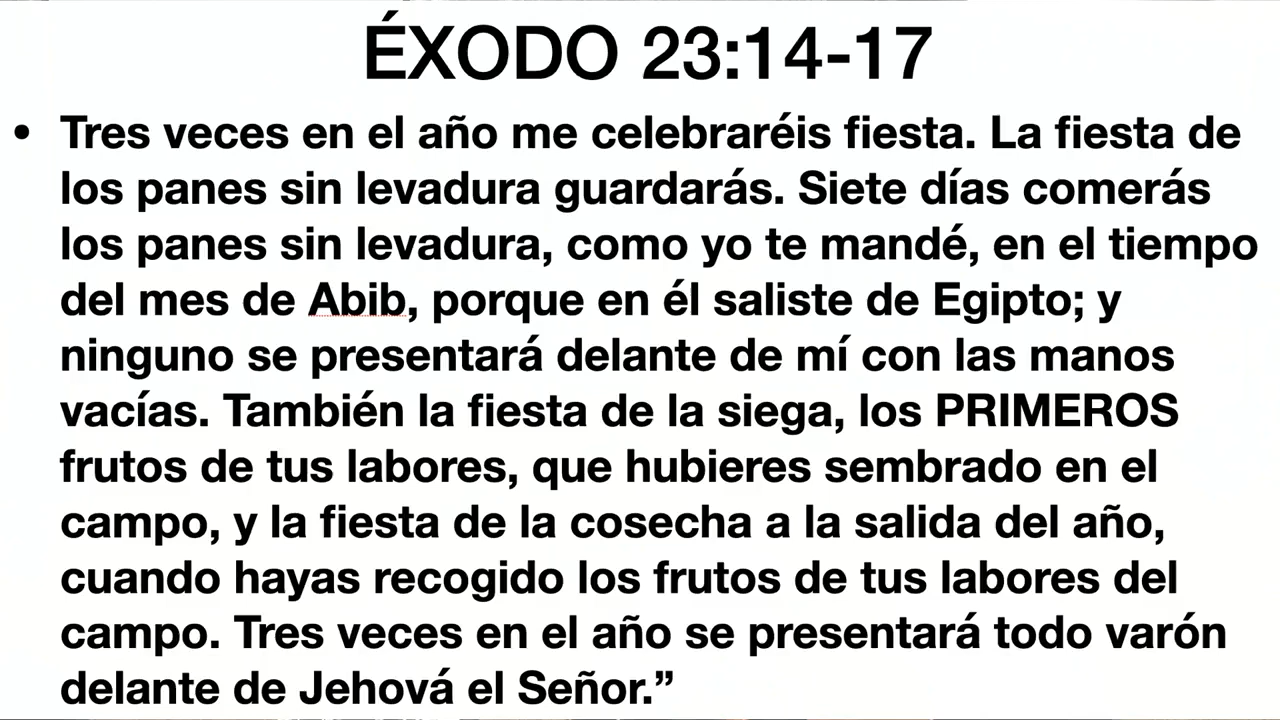 ÉXODO 23:14-17
• Tres veces en el año me celebraréis fiesta. La fiesta de
los panes sin levadura guardarás. Siete días comerás
los panes sin levadura, como yo te mandé, en el tiempo
del mes de Abib, porque en él saliste de Egipto; y
ninguno se presentará delante de mí con las manos
vacías. También la fiesta de la siega, los PRIMEROS
frutos de tus labores, que hubieres sembrado en el
campo, y la fiesta de la cosecha a la salida del año,
cuando hayas recogido los frutos de tus labores del
campo. Tres veces en el año se presentará todo varón
delante de Jehová el Señor.”